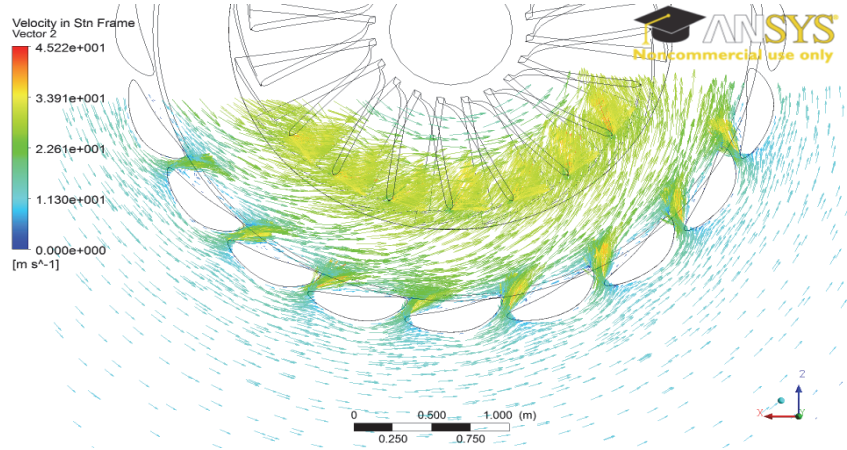 Velocity in Stn Frame
Vector 2
4.522e+001
3.391e+001
2.261e+001
1.130e+001
0.000e+000
[m s^-1]
ANSYS
Noncommercial use only
0 0.500 1.000 (m)
0.250 0.750
Z
X
Y